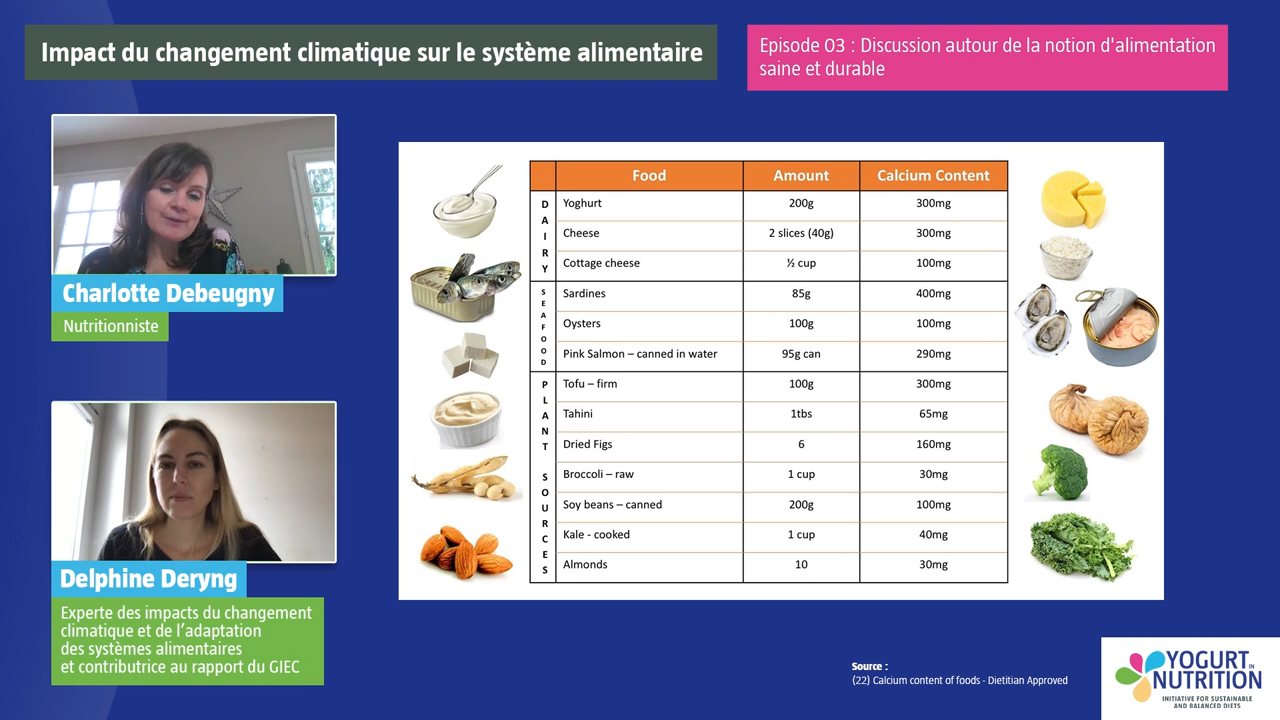 Impact du changement climatique sur le système alimentaire
Episode 03 : Discussion autour de la notion d'alimentation
saine et durable
Charlotte Debeugny
Nutritionniste
Delphine Deryng
Experte des impacts du changement
climatique et de l'adaptation
des systèmes alimentaires
et contributrice au rapport du GIEC
Food Amount Calcium Content
DAIRY
Yoghurt 200g 300mg
Cheese 2 slices (40g) 300mg
Cottage cheese ½ cup 100mg
SEAFOOD
Sardines 85g 400mg
Oysters 100g 100mg
Pink Salmon – canned in water 95g can 290mg
PLANT SOURCES
Tofu – firm 100g 300mg
Tahini 1tbs 65mg
Dried Figs 6 160mg
Broccoli – raw 1 cup 30mg
Soy beans – canned 200g 100mg
Kale - cooked 1 cup 40mg
Almonds 10 30mg
Source :
(22) Calcium content of foods - Dietitian Approved
YOGURT IN
NUTRITION
INITIATIVE FOR SUSTAINABLE
AND BALANCED DIETS